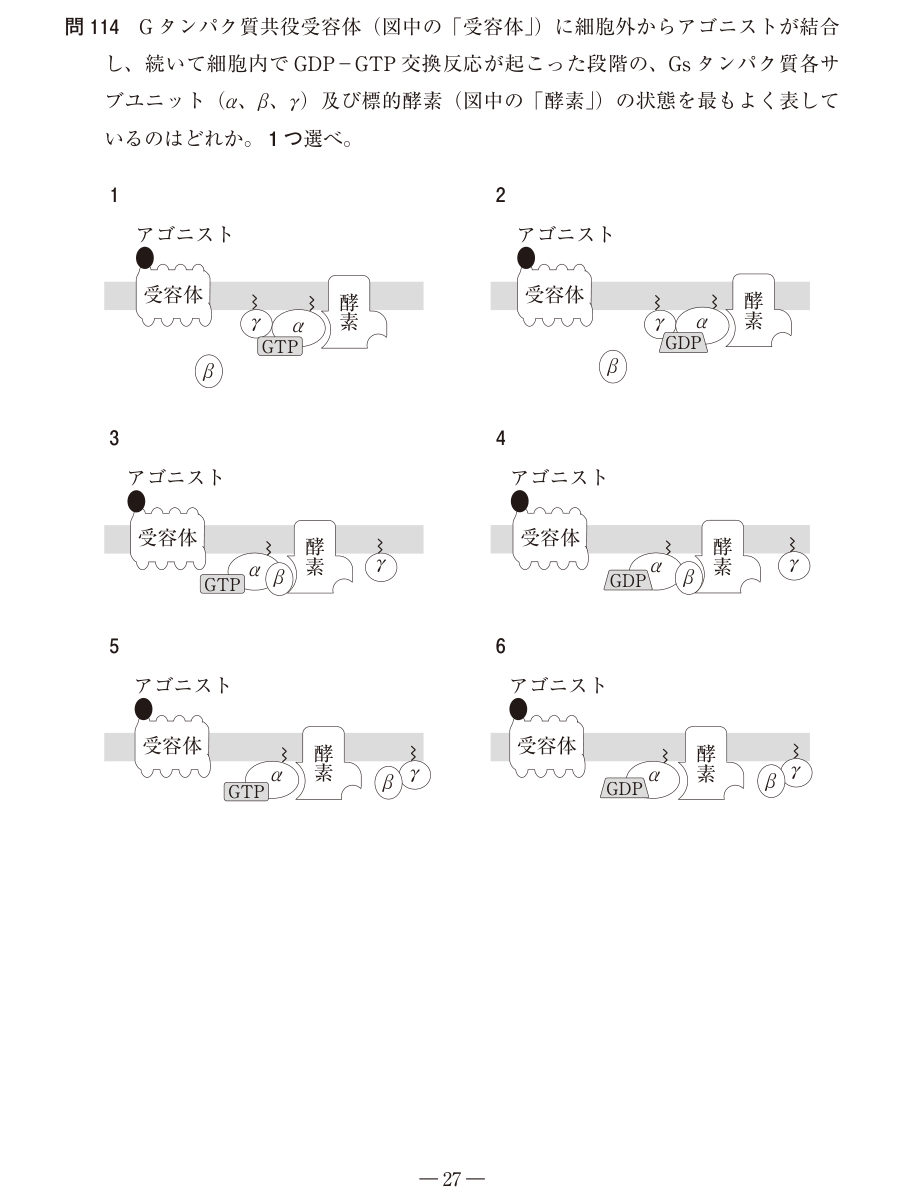 問 114　G タンパク質共役受容体（図中の「受容体」）に細胞外からアゴニストが結合
し、続いて細胞内で GDP－GTP 交換反応が起こった段階の、Gs タンパク質各サ
ブユニット（α、β、γ）及び標的酵素（図中の「酵素」）の状態を最もよく表して
いるのはどれか。1 つ選べ。
1
アゴニスト
受容体
γ
α
GTP
β
酵素
2
アゴニスト
受容体
γ
α
GDP
β
酵素
3
アゴニスト
受容体
GTP
α
β
酵素
γ
4
アゴニスト
受容体
GDP
α
β
酵素
γ
5
アゴニスト
受容体
GTP
α
酵素
β
γ
6
アゴニスト
受容体
GDP
α
酵素
β
γ
— 27 —